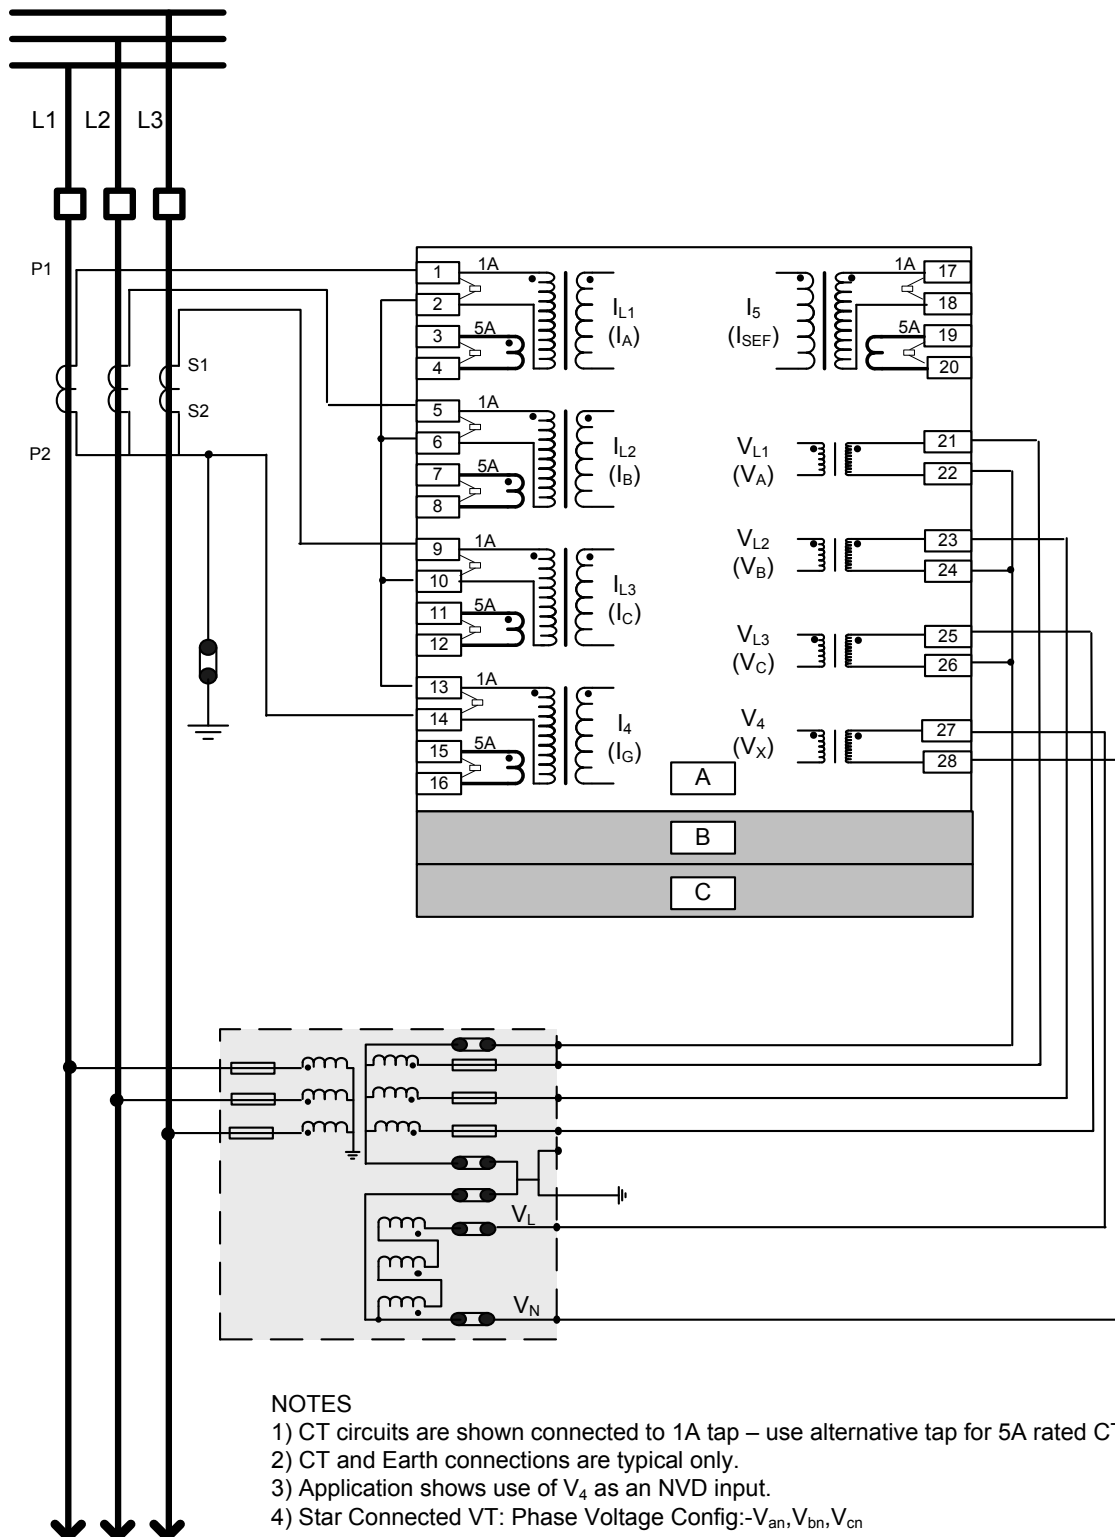 L1 L2 L3
P1
S1
S2
P2
1 1A
2
3 5A
4
IL1
(IA)
5 1A
6
7 5A
8
IL2
(IB)
9 1A
10
11 5A
12
IL3
(IC)
13 1A
14
15 5A
16
I4
(IG)
I5
(ISEF)
1A 17
18
5A 19
20
VL1
(VA)
21
22
VL2
(VB)
23
24
VL3
(VC)
25
26
V4
(VX)
27
28
A
B
C
VL
VN
NOTES
1) CT circuits are shown connected to 1A tap – use alternative tap for 5A rated CT
2) CT and Earth connections are typical only.
3) Application shows use of V4 as an NVD input.
4) Star Connected VT: Phase Voltage Config:-Van,Vbn,Vcn